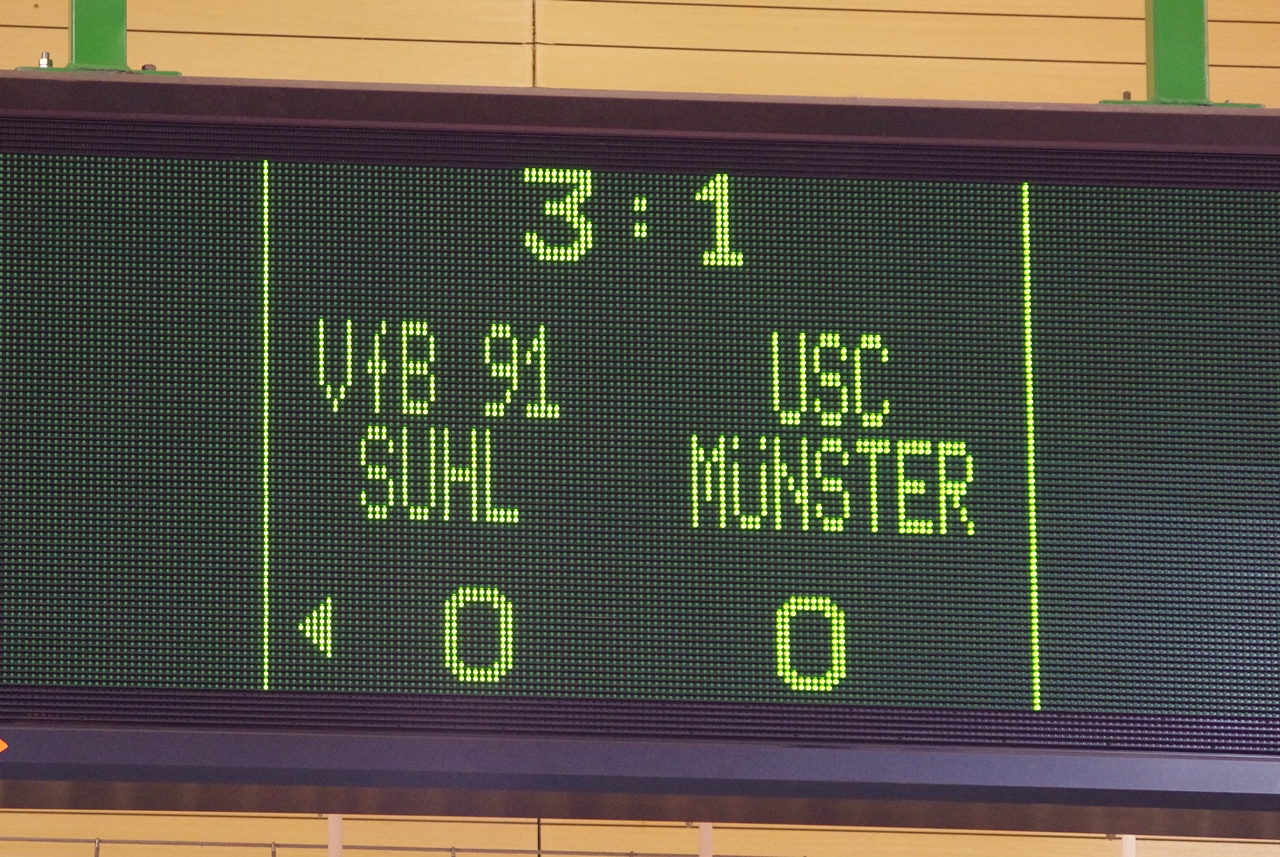 3:1
VfB 91 USC
SUHL MÜNSTER
0 0